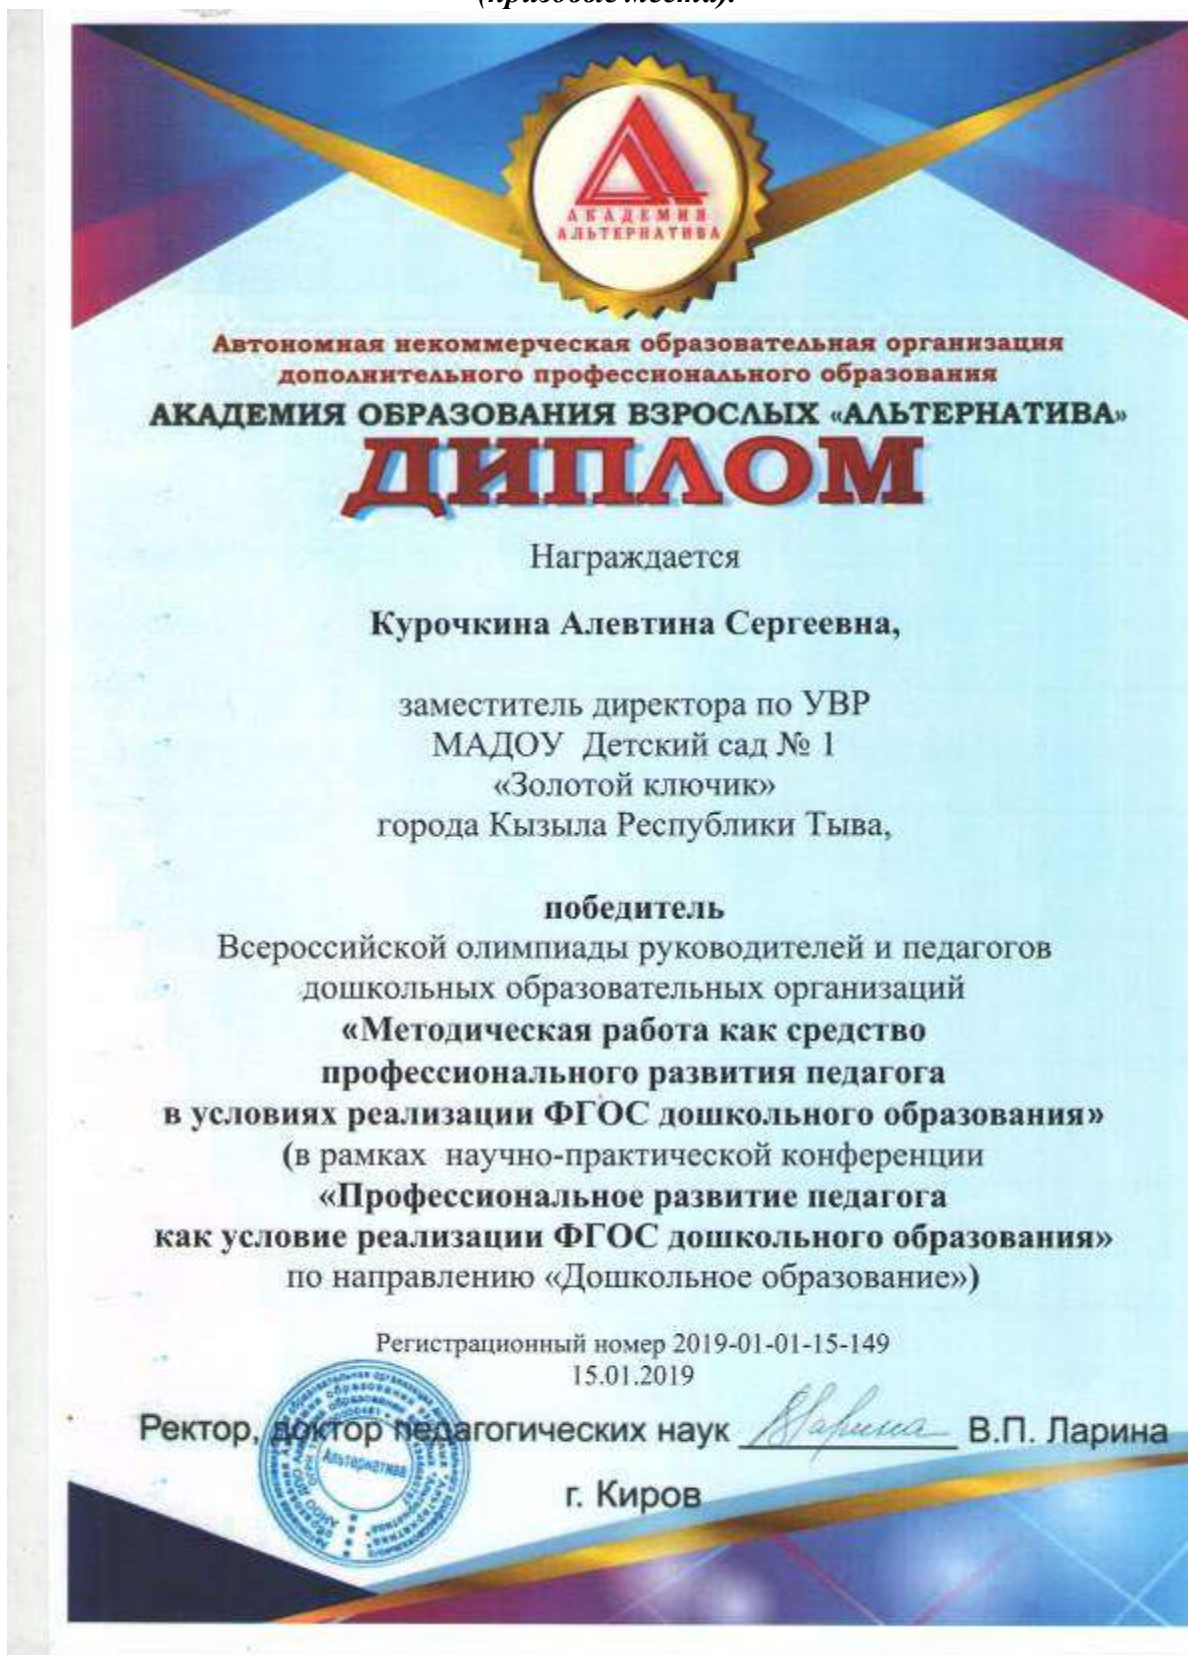 (призовые места).
АКАДЕМИЯ
АЛЬТЕРНАТИВА
Автономная некоммерческая образовательная организация
дополнительного профессионального образования
АКАДЕМИЯ ОБРАЗОВАНИЯ ВЗРОСЛЫХ «АЛЬТЕРНАТИВА»
ДИПЛОМ
Награждается
Курочкина Алевтина Сергеевна,
заместитель директора по УВР
МАДОУ Детский сад № 1
«Золотой ключик»
города Кызыла Республики Тыва,
победитель
Всероссийской олимпиады руководителей и педагогов
дошкольных образовательных организаций
«Методическая работа как средство
профессионального развития педагога
в условиях реализации ФГОС дошкольного образования»
(в рамках научно-практической конференции
«Профессиональное развитие педагога
как условие реализации ФГОС дошкольного образования»
по направлению «Дошкольное образование»)
Регистрационный номер 2019-01-01-15-149
15.01.2019
Ректор, доктор педагогических наук Ларина В.П. Ларина
Альтернатива
г. Киров